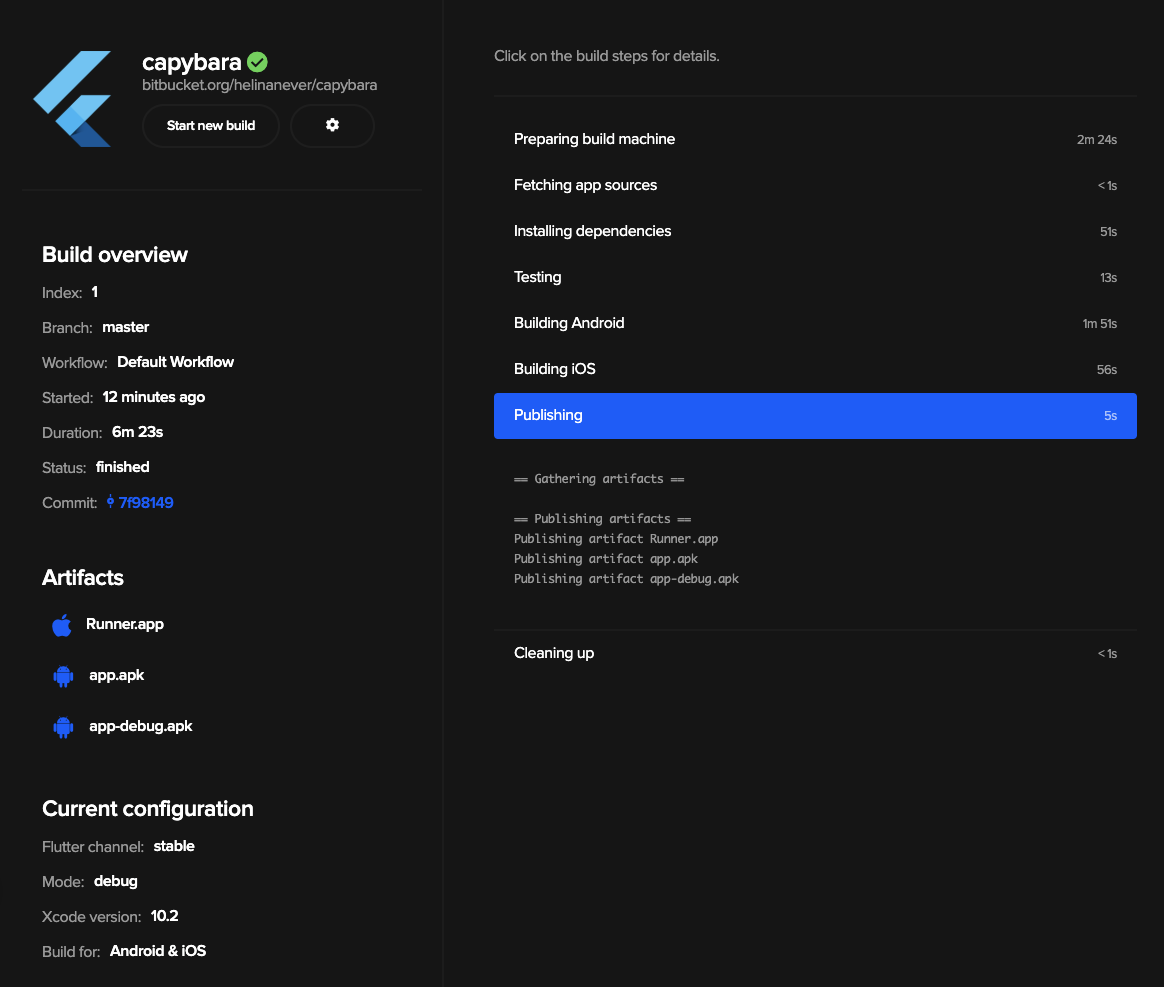 capybara
bitbucket.org/helinanever/capybara
Start new build
Build overview
Index: 1
Branch: master
Workflow: Default Workflow
Started: 12 minutes ago
Duration: 6m 23s
Status: finished
Commit: 7f98149
Artifacts
Runner.app
app.apk
app-debug.apk
Current configuration
Flutter channel: stable
Mode: debug
Xcode version: 10.2
Build for: Android & iOS
Click on the build steps for details.
Preparing build machine 2m 24s
Fetching app sources < 1s
Installing dependencies 51s
Testing 13s
Building Android 1m 51s
Building iOS 56s
Publishing 5s
== Gathering artifacts ==
== Publishing artifacts ==
Publishing artifact Runner.app
Publishing artifact app.apk
Publishing artifact app-debug.apk
Cleaning up < 1s